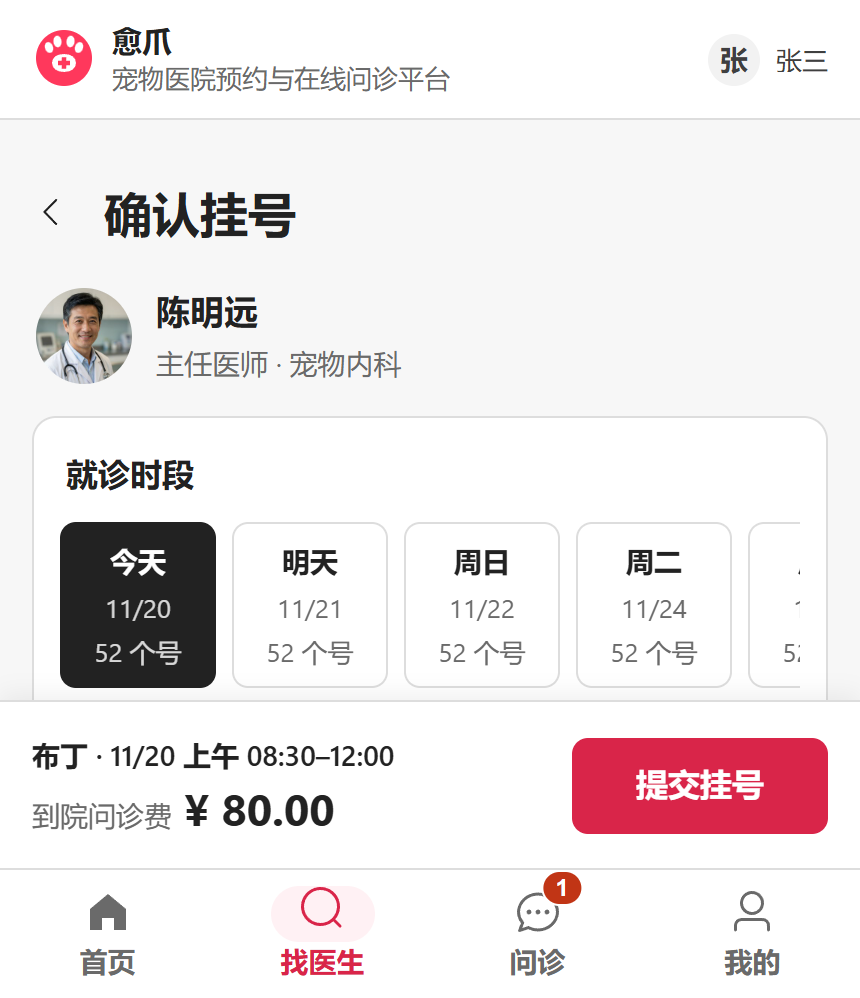 愈爪
宠物医院预约与在线问诊平台
张 张三
确认挂号
陈明远
主任医师 · 宠物内科
就诊时段
今天 明天 周日 周二
11/20 11/21 11/22 11/24
52 个号 52 个号 52 个号 52 个号
布丁 · 11/20 上午 08:30–12:00
到院问诊费 ¥ 80.00
提交挂号
1
首页 找医生 问诊 我的